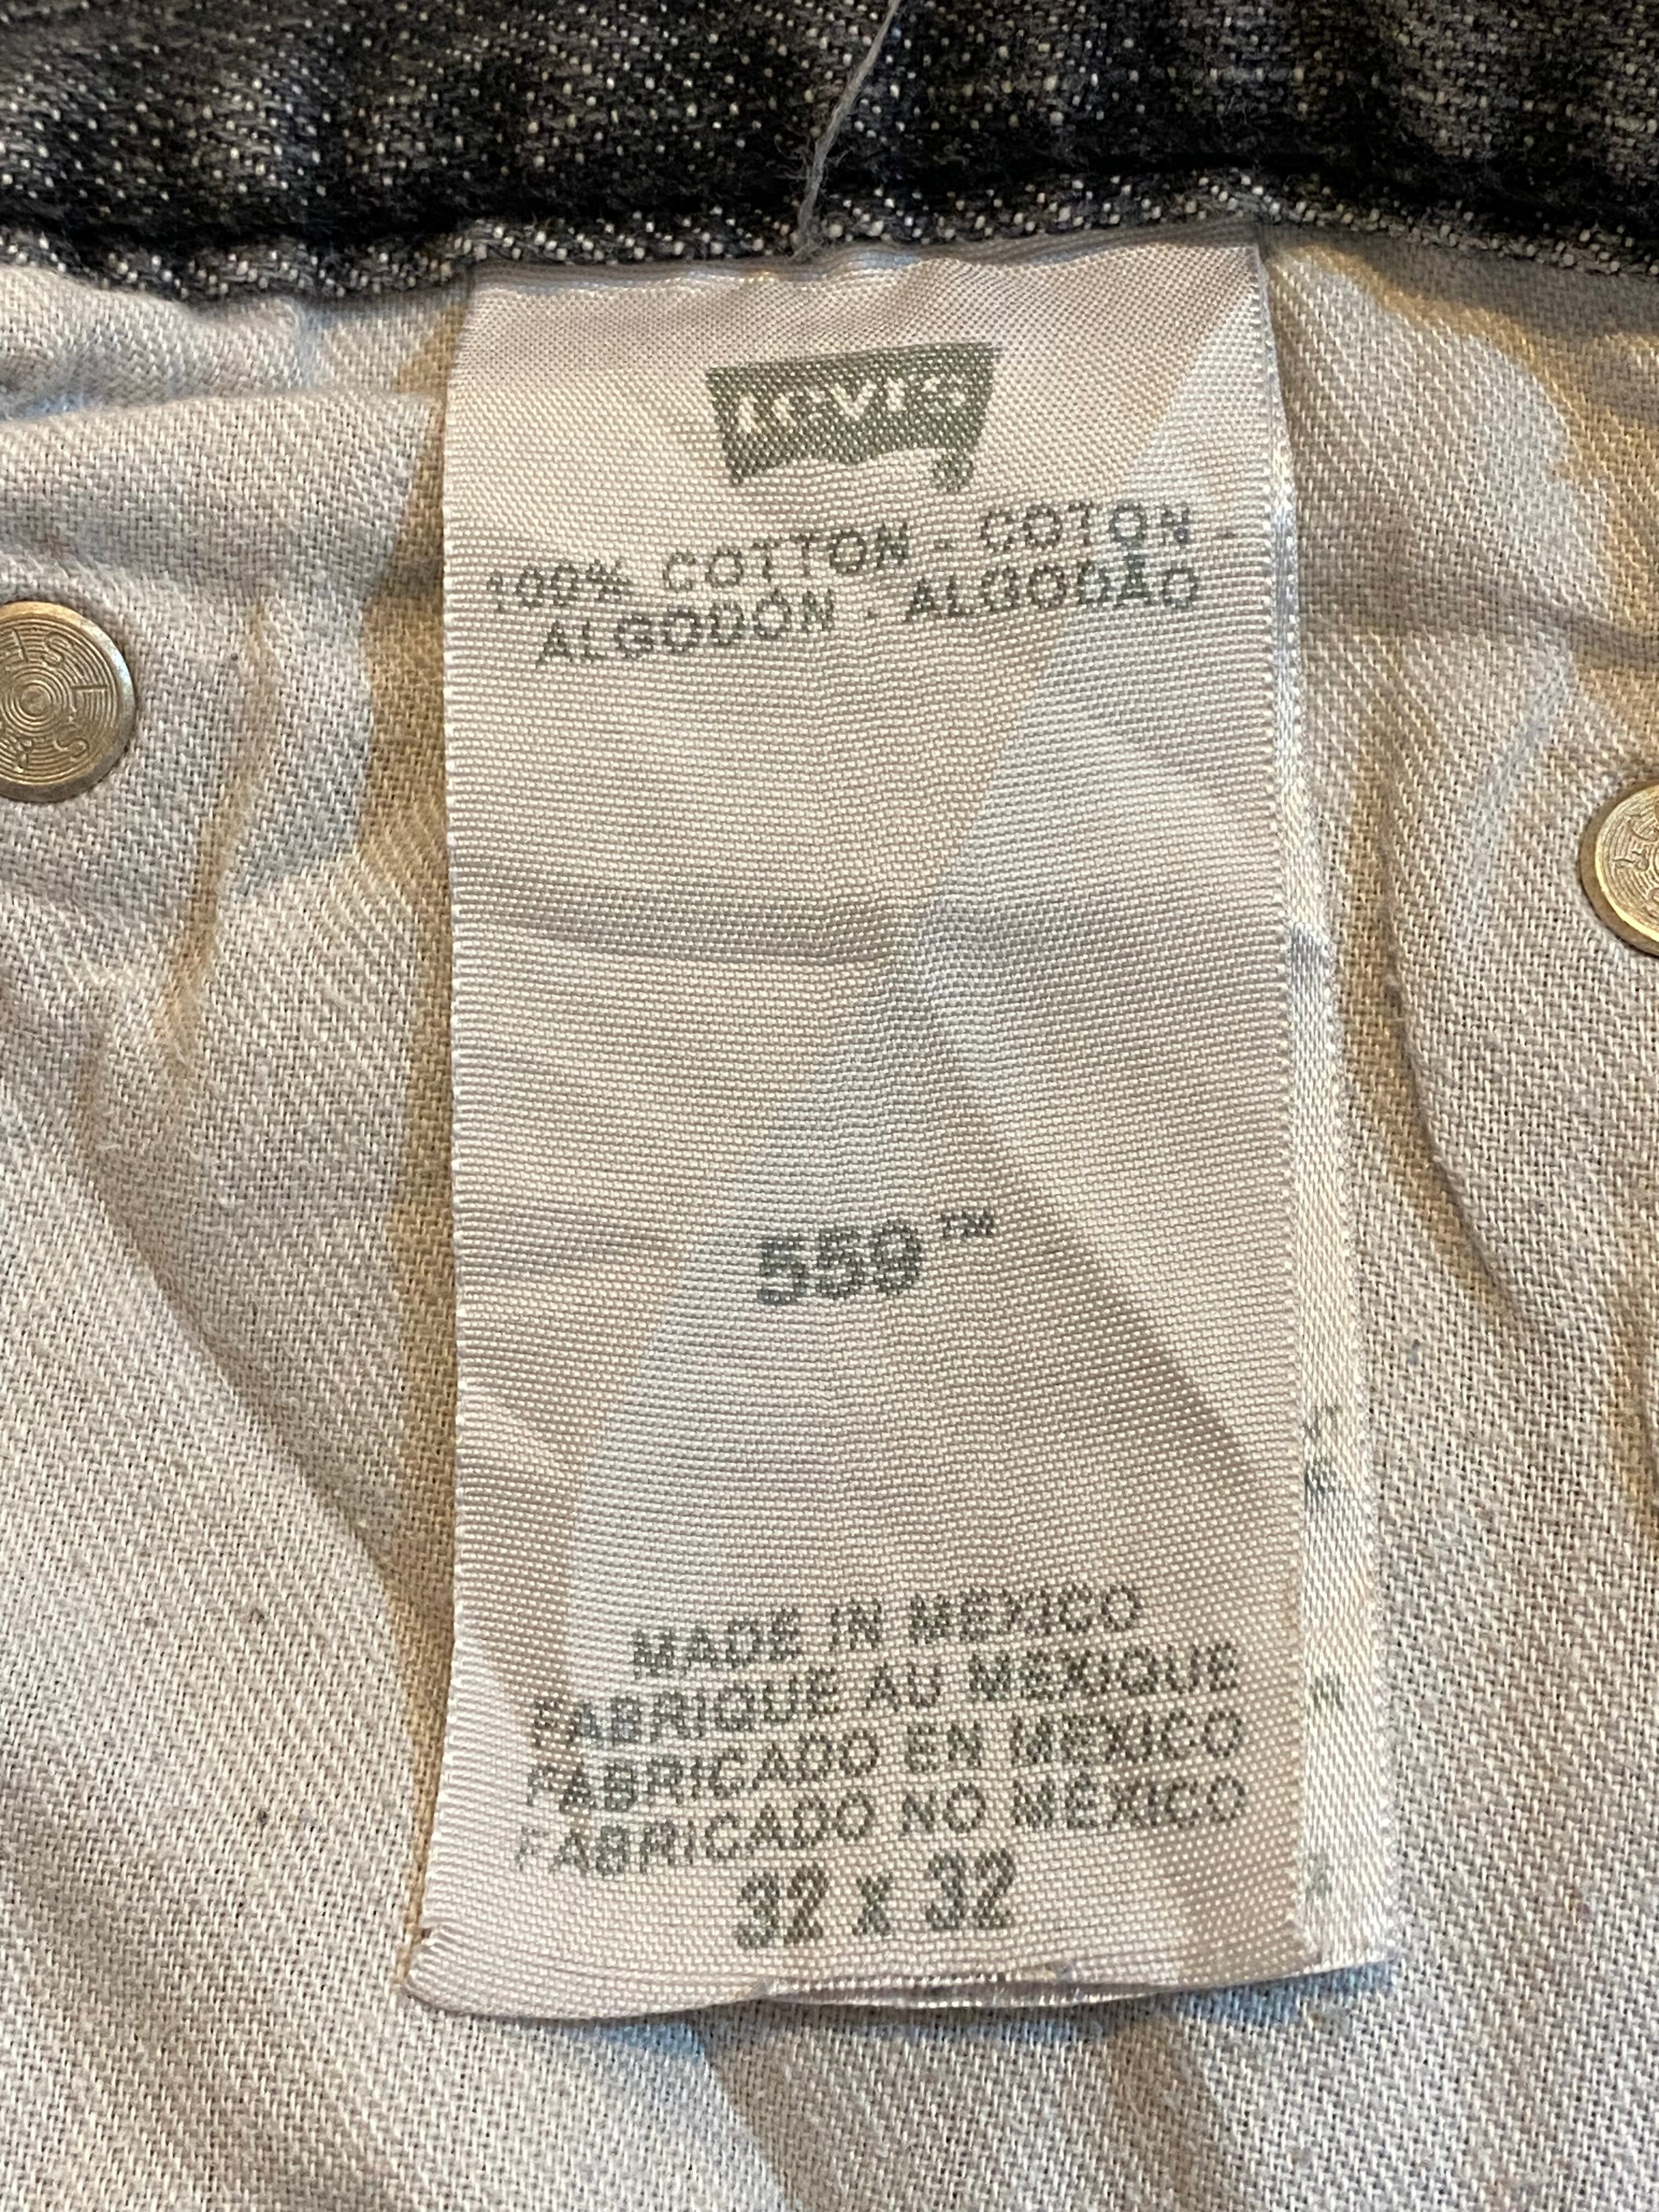 Levi's
®
100% COTTON - COTON -
ALGODÓN - ALGODÃO
559™
MADE IN MEXICO
FABRIQUE AU MEXIQUE
FABRICADO EN MEXICO
FABRICADO NO MÉXICO
32 X 32